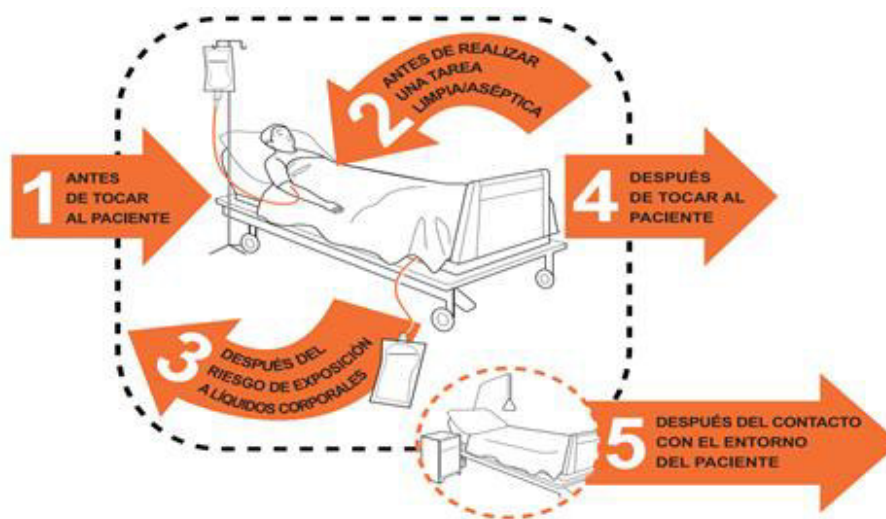 1 ANTES
DE TOCAR
AL PACIENTE
2 ANTES DE REALIZAR
UNA TAREA
LIMPIA/ASÉPTICA
3 DESPUÉS DEL
RIESGO DE EXPOSICIÓN
A LÍQUIDOS CORPORALES
4 DESPUÉS
DE TOCAR AL
PACIENTE
5 DESPUÉS DEL CONTACTO
CON EL ENTORNO
DEL PACIENTE